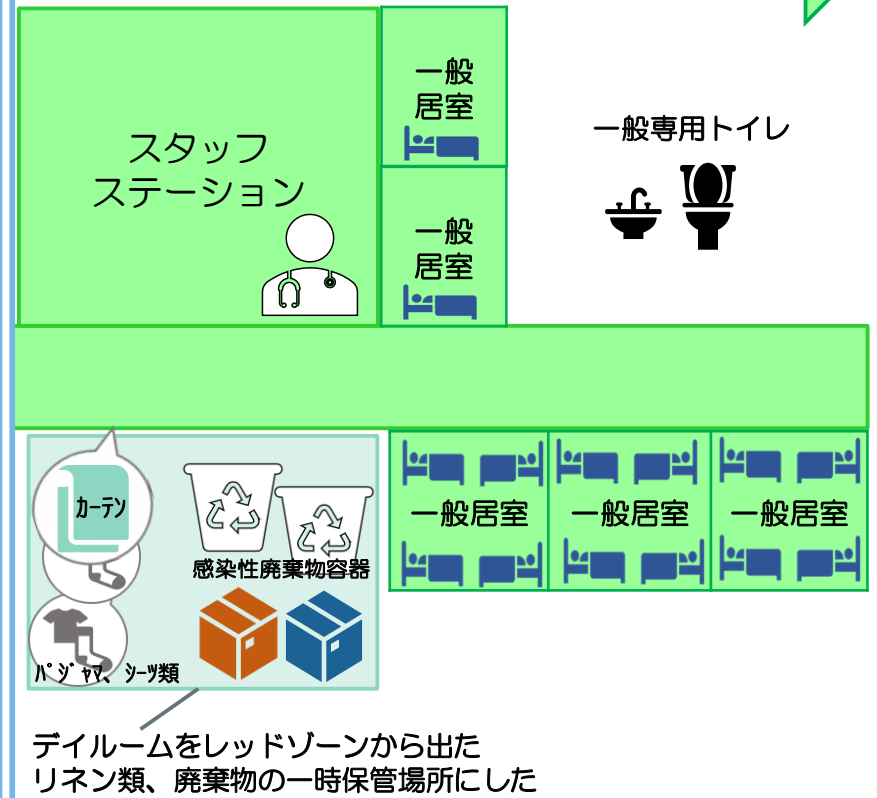 一般
居室
一般専用トイレ
スタッフ
ステーション
一般
居室
カーテン
感染性廃棄物容器
一般居室
一般居室
一般居室
パジャマ、シーツ類
デイルームをレッドゾーンから出た
リネン類、廃棄物の一時保管場所にした